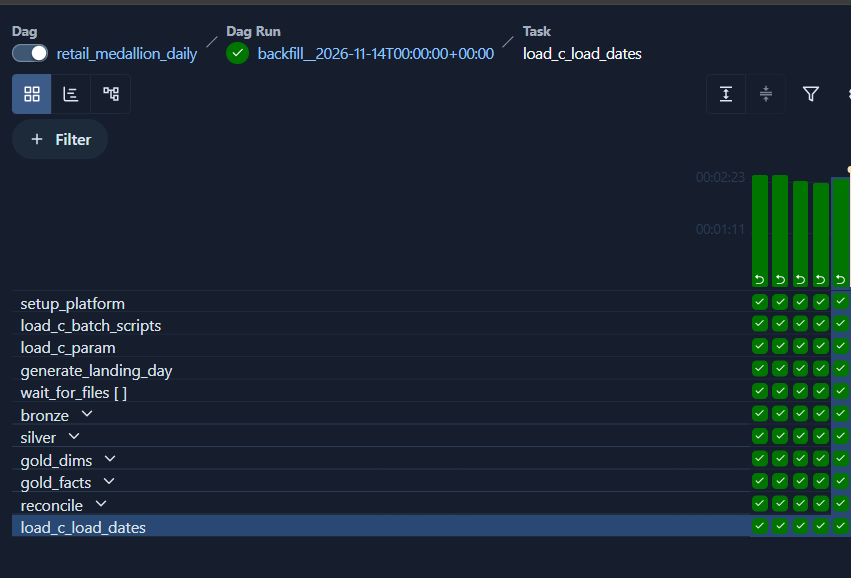 Dag
retail_medallion_daily
Dag Run
backfill__2026-11-14T00:00:00+00:00
Task
load_c_load_dates
+ Filter
00:02:23
00:01:11
setup_platform
load_c_batch_scripts
load_c_param
generate_landing_day
wait_for_files [ ]
bronze
silver
gold_dims
gold_facts
reconcile
load_c_load_dates